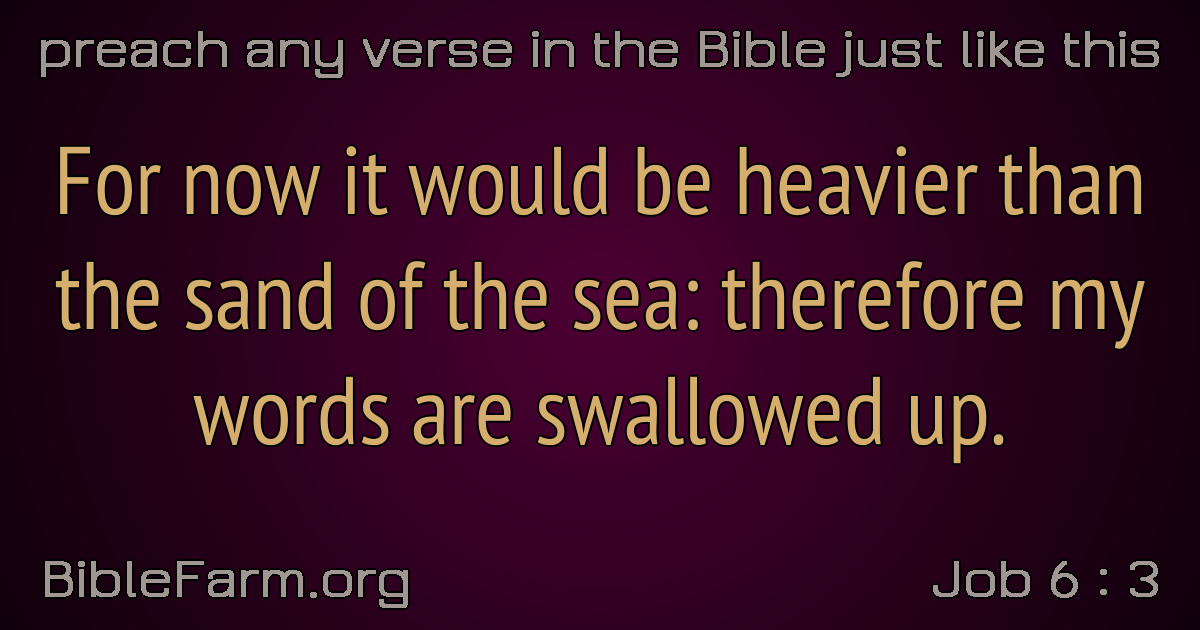 preach any verse in the Bible just like this
For now it would be heavier than
the sand of the sea: therefore my
words are swallowed up.
BibleFarm.org
Job 6 : 3